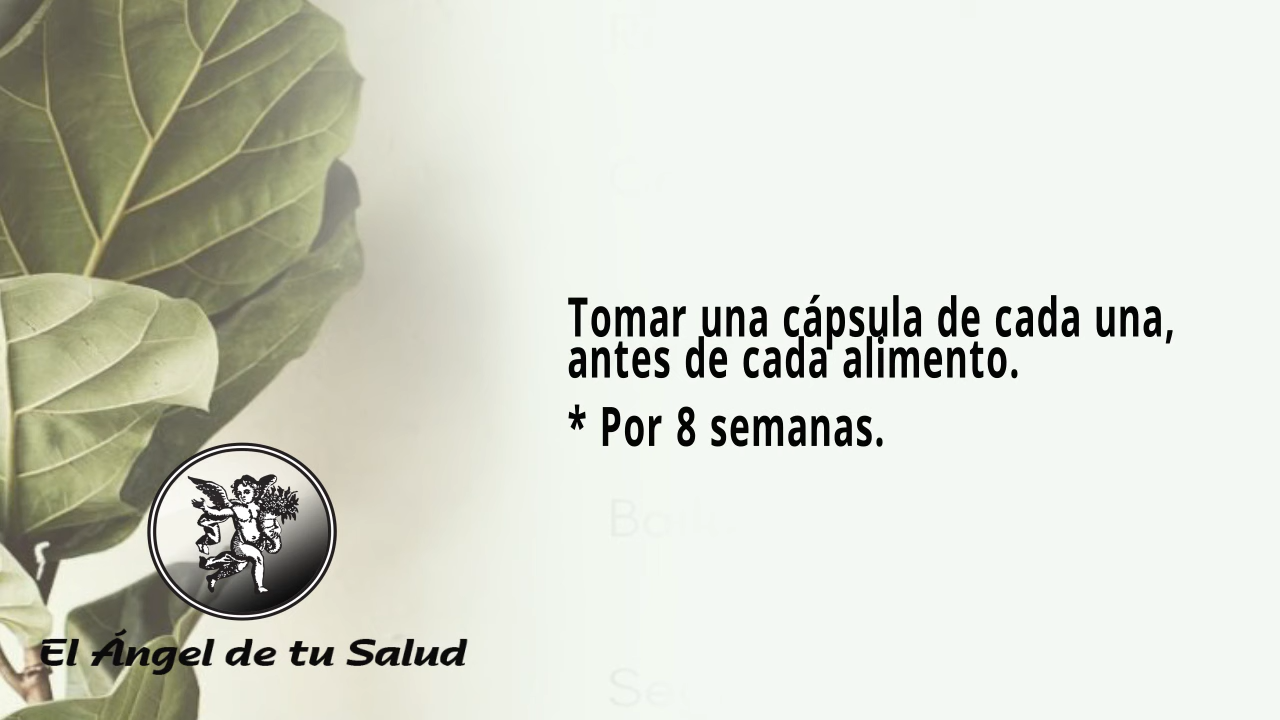 Tomar una cápsula de cada una,
antes de cada alimento.
* Por 8 semanas.
El Ángel de tu Salud